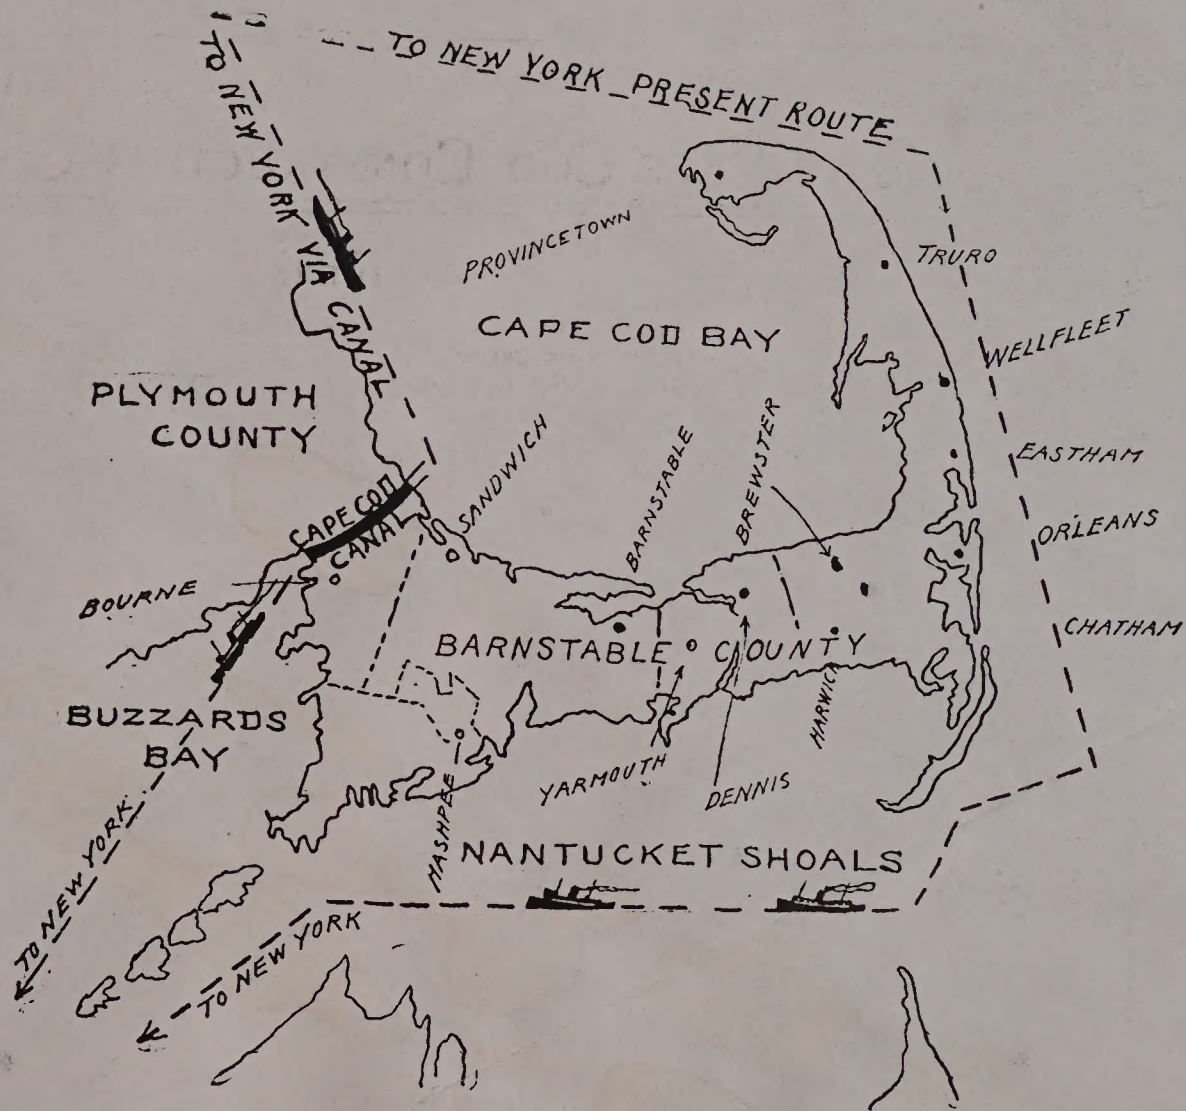 TO NEW YORK PRESENT ROUTE
TO NEW YORK VIA CANAL
PROVINCETOWN
TRURO
CAPE COD BAY
WELLFLEET
PLYMOUTH
COUNTY
SANDWICH
BARNSTABLE
BREWSTER
EASTHAM
CAPE COD
CANAL
ORLEANS
BOURNE
CHATHAM
BARNSTABLE COUNTY
BUZZARDS
BAY
HARWICH
YARMOUTH
DENNIS
MASHPEE
NANTUCKET SHOALS
TO NEW YORK
TO NEW YORK